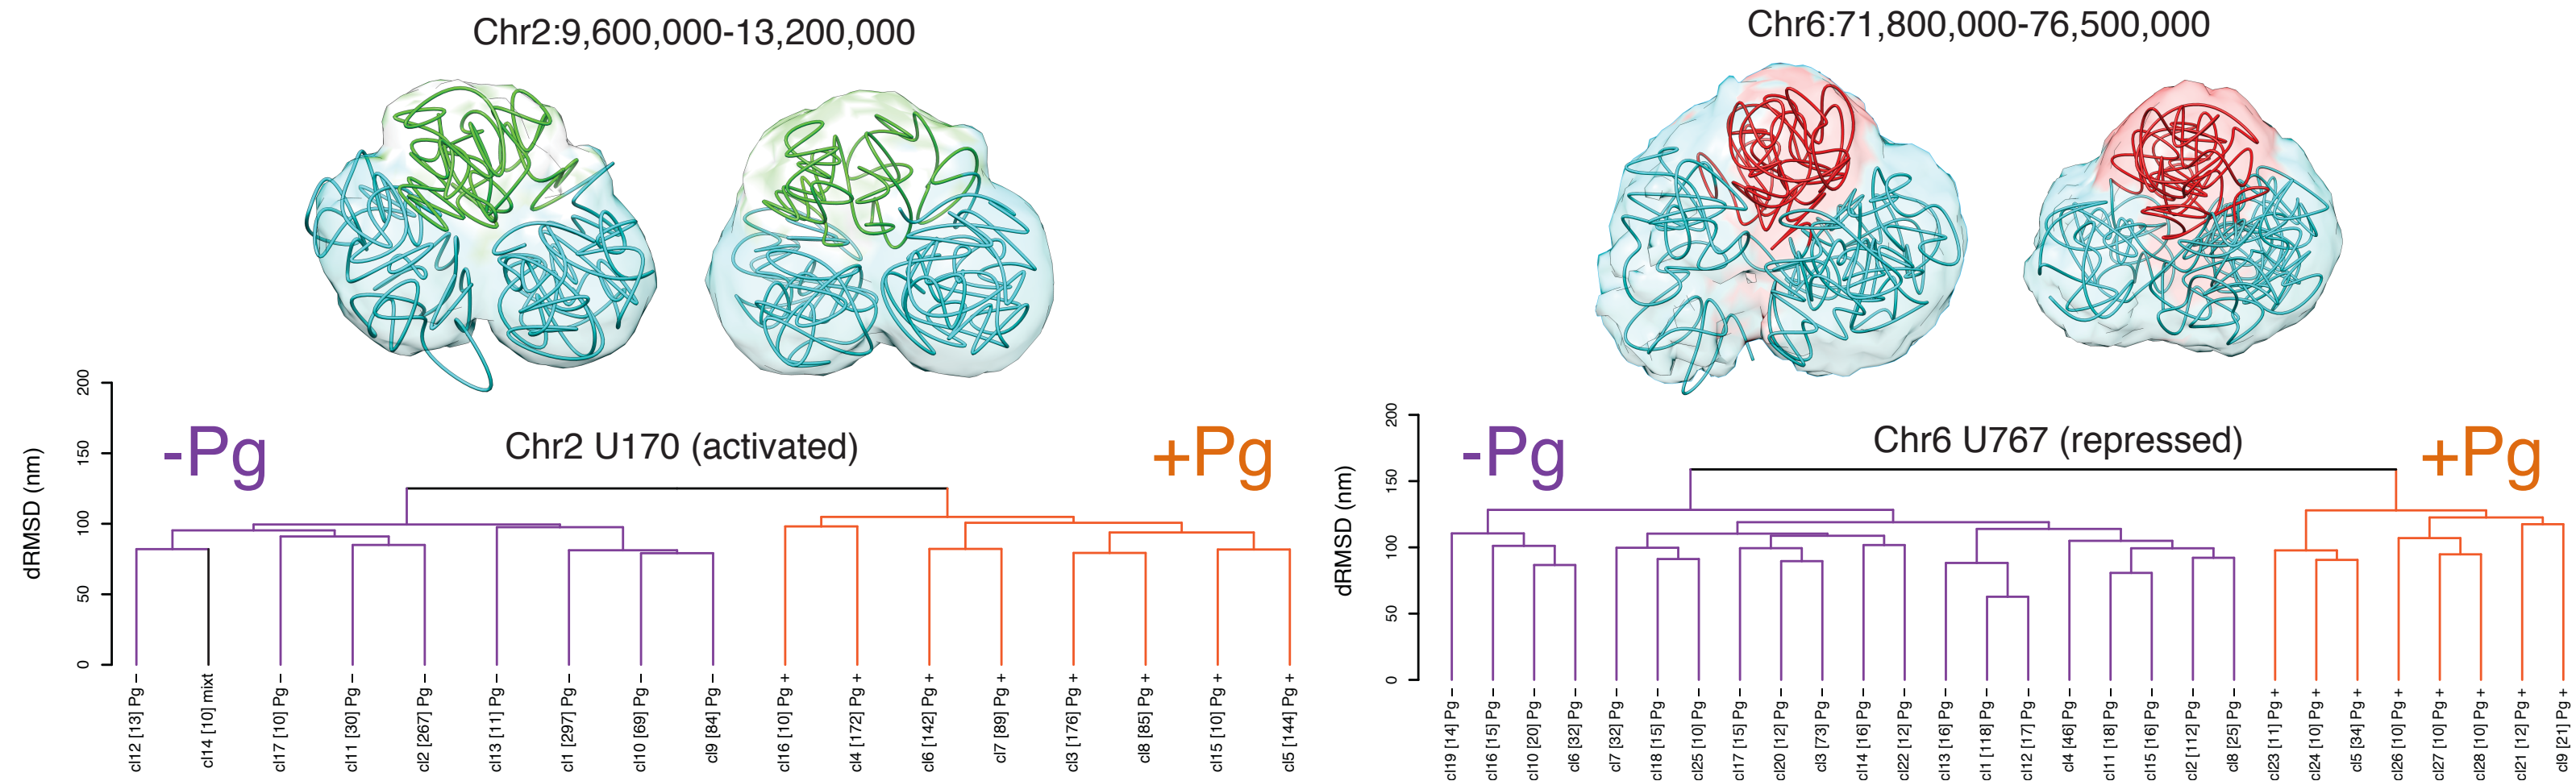 Chr2:9,600,000-13,200,000
Chr6:71,800,000-76,500,000
dRMSD (nm)
200
150
100
50
0
-Pg
Chr2 U170 (activated)
+Pg
cl12 [13] Pg −
cl14 [10] mixt
cl17 [10] Pg −
cl11 [30] Pg −
cl2 [267] Pg −
cl13 [11] Pg −
cl1 [297] Pg −
cl10 [69] Pg −
cl9 [84] Pg −
cl16 [10] Pg +
cl4 [172] Pg +
cl6 [142] Pg +
cl7 [89] Pg +
cl3 [176] Pg +
cl8 [85] Pg +
cl15 [10] Pg +
cl5 [144] Pg +
dRMSD (nm)
200
150
100
50
0
-Pg
Chr6 U767 (repressed)
+Pg
cl19 [14] Pg −
cl16 [15] Pg −
cl10 [20] Pg −
cl6 [32] Pg −
cl7 [32] Pg −
cl18 [15] Pg −
cl25 [10] Pg −
cl17 [15] Pg −
cl20 [12] Pg −
cl3 [73] Pg −
cl14 [16] Pg −
cl22 [12] Pg −
cl13 [16] Pg −
cl1 [118] Pg −
cl12 [17] Pg −
cl4 [46] Pg −
cl11 [18] Pg −
cl15 [16] Pg −
cl2 [112] Pg −
cl8 [25] Pg −
cl23 [11] Pg +
cl24 [10] Pg +
cl5 [34] Pg +
cl26 [10] Pg +
cl27 [10] Pg +
cl28 [10] Pg +
cl21 [12] Pg +
cl9 [21] Pg +